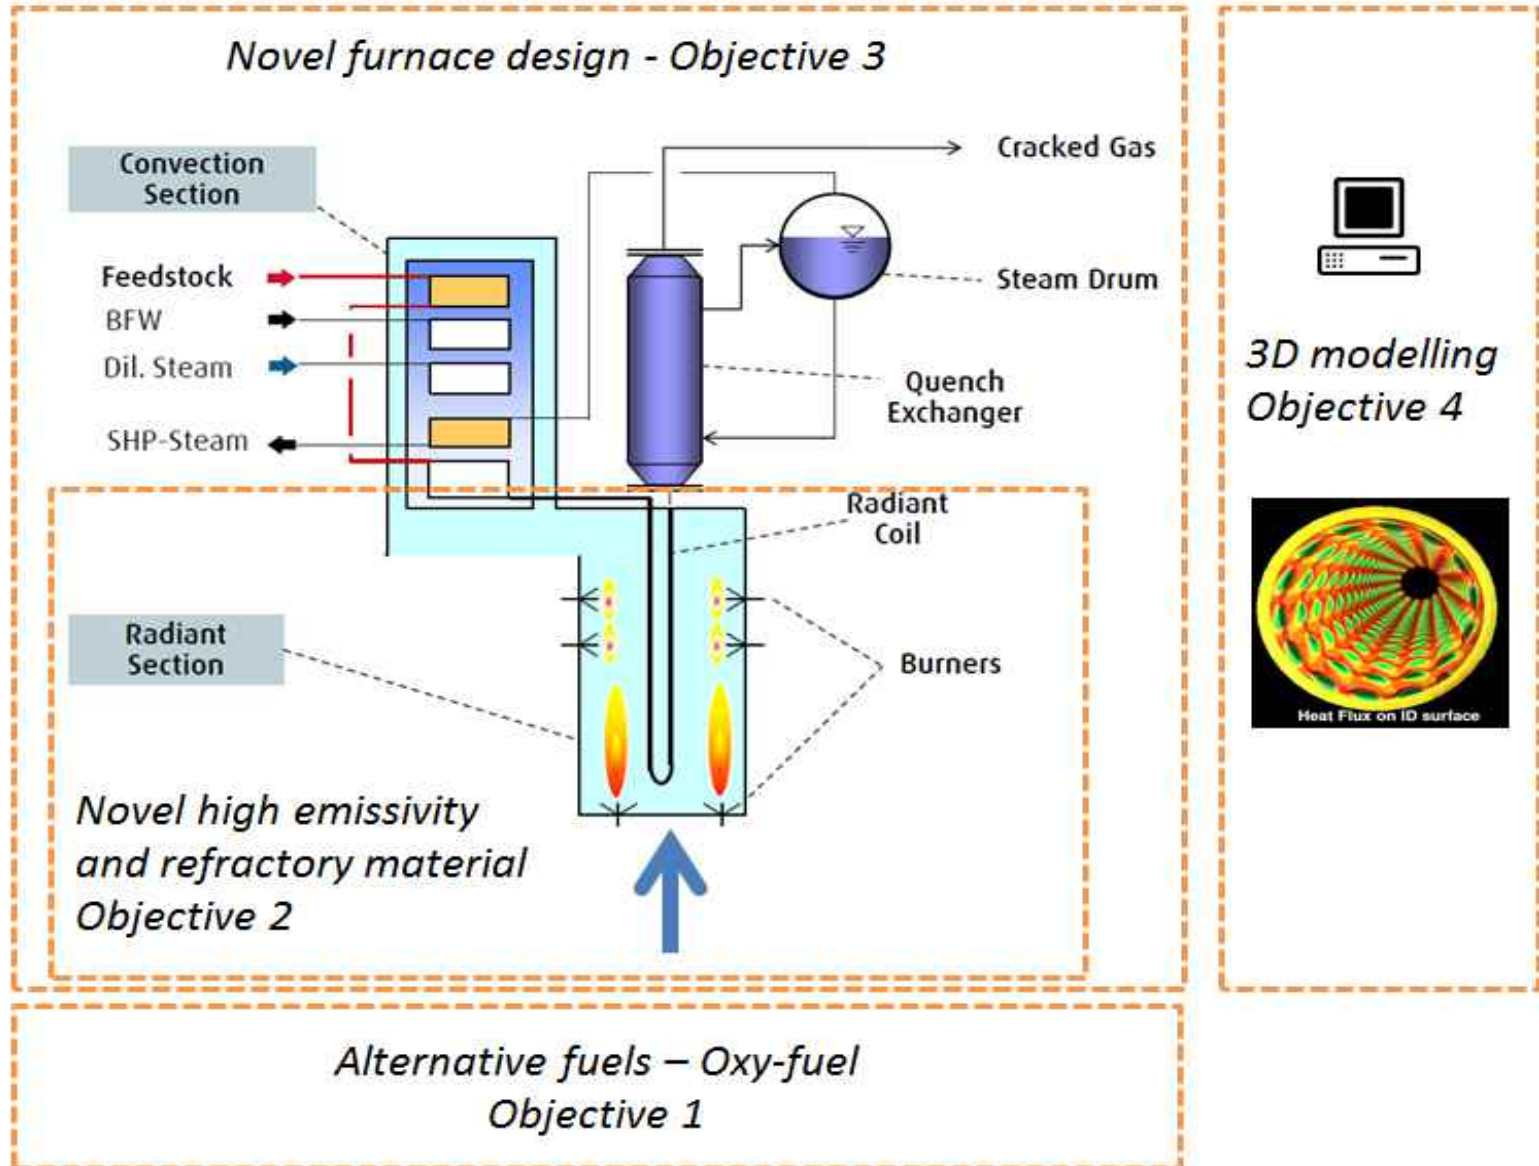 Novel furnace design - Objective 3
Convection
Section
Feedstock
BFW
Dil. Steam
SHP-Steam
Cracked Gas
Steam Drum
Quench
Exchanger
Radiant
Coil
Radiant
Section
Burners
Novel high emissivity
and refractory material
Objective 2
3D modelling
Objective 4
Heat Flux on ID surface
Alternative fuels – Oxy-fuel
Objective 1